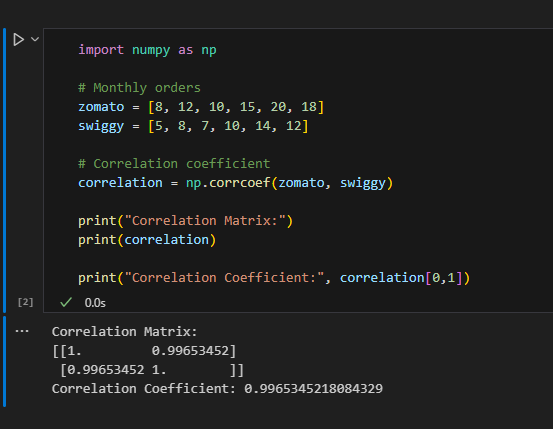 import numpy as np
# Monthly orders
zomato = [8, 12, 10, 15, 20, 18]
swiggy = [5, 8, 7, 10, 14, 12]
# Correlation coefficient
correlation = np.corrcoef(zomato, swiggy)
print("Correlation Matrix:")
print(correlation)
print("Correlation Coefficient:", correlation[0,1])
[2] 0.0s
... Correlation Matrix:
[[1.         0.99653452]
 [0.99653452 1.        ]]
Correlation Coefficient: 0.9965345218084329